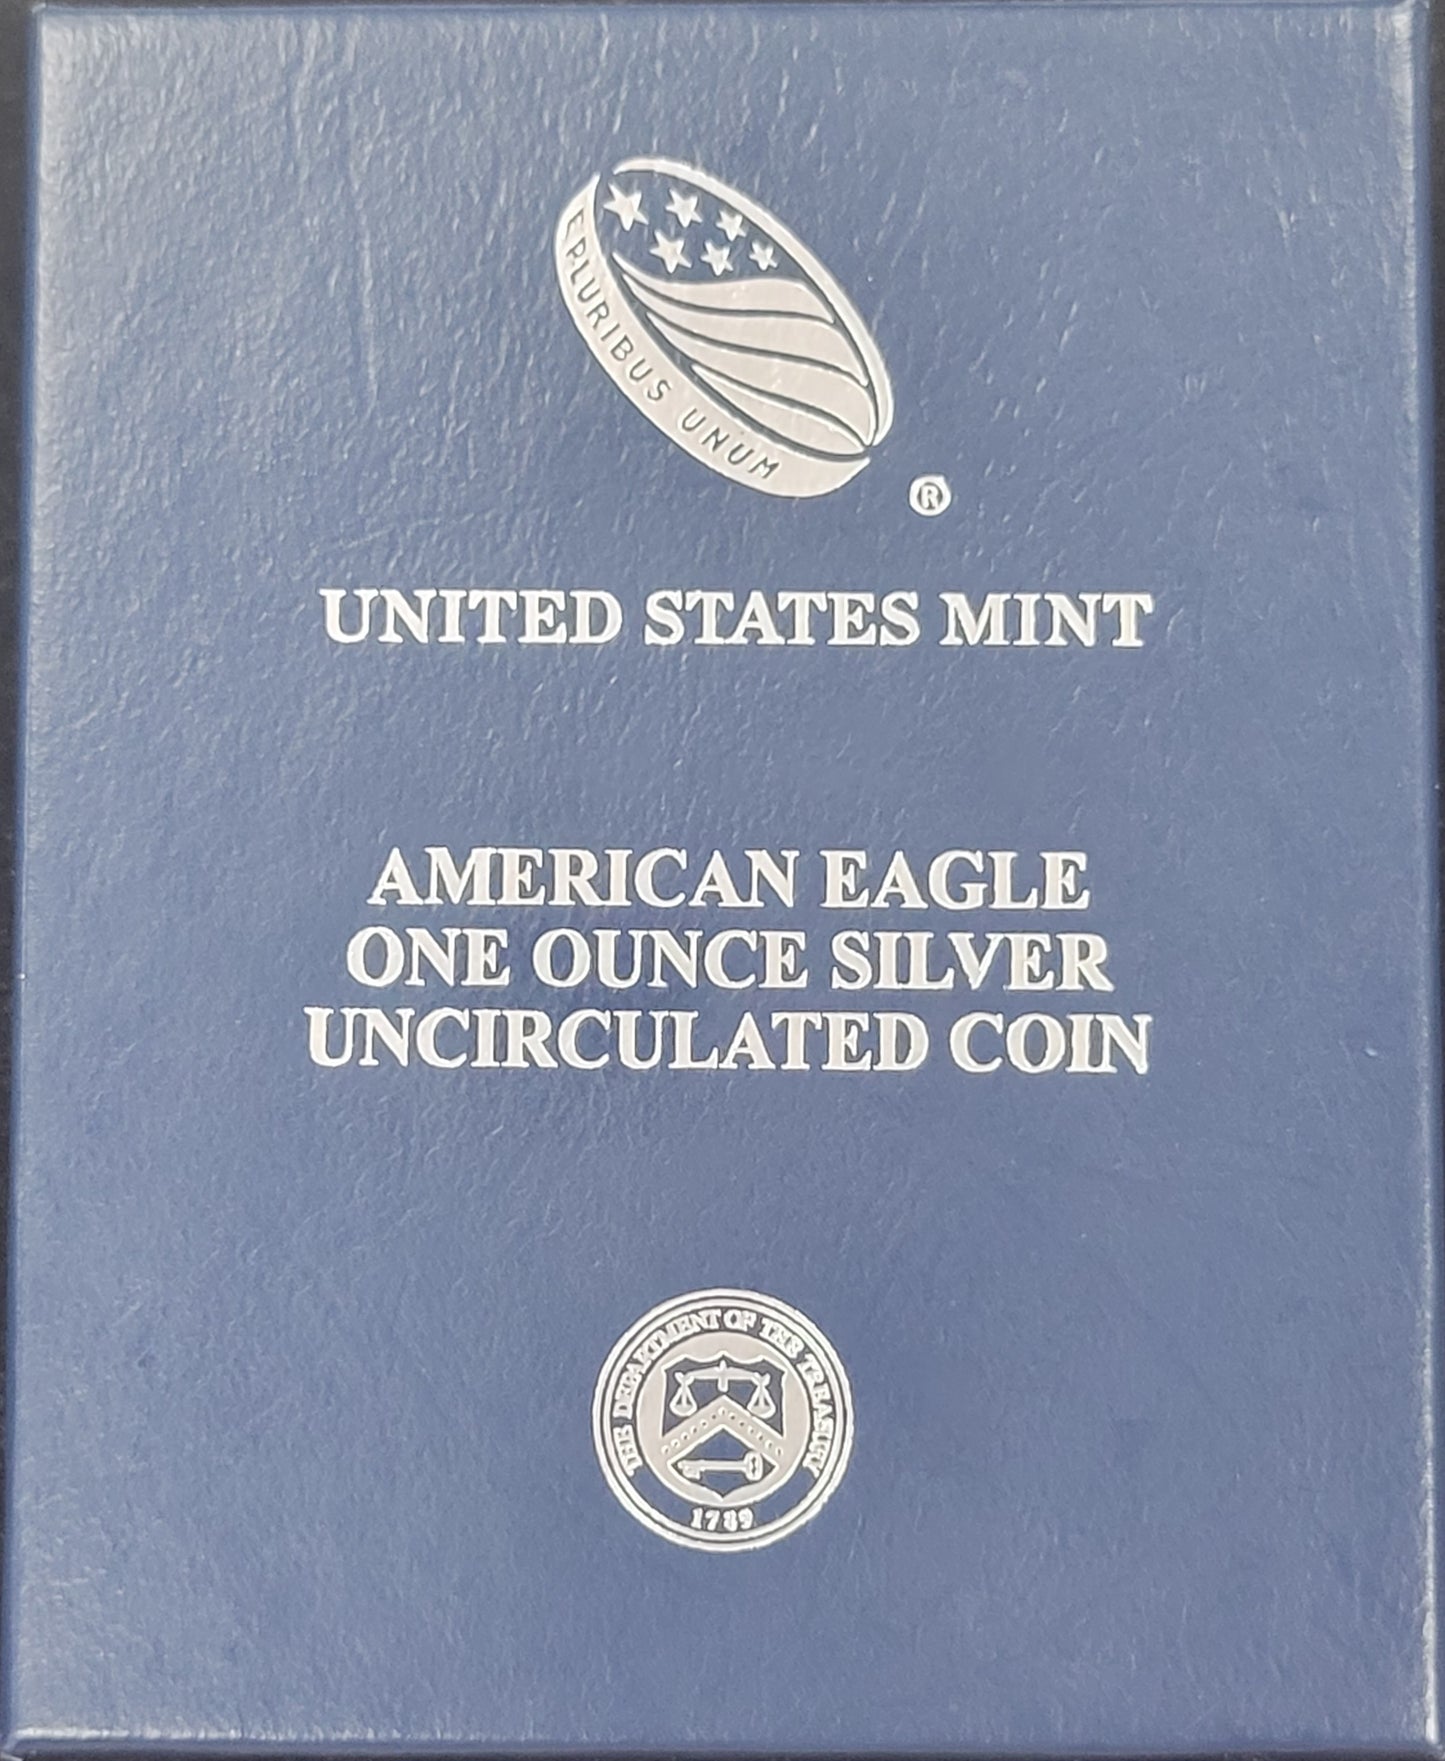 E PLURIBUS UNUM
®
UNITED STATES MINT
AMERICAN EAGLE
ONE OUNCE SILVER
UNCIRCULATED COIN
THE DEPARTMENT OF THE TREASURY
1789